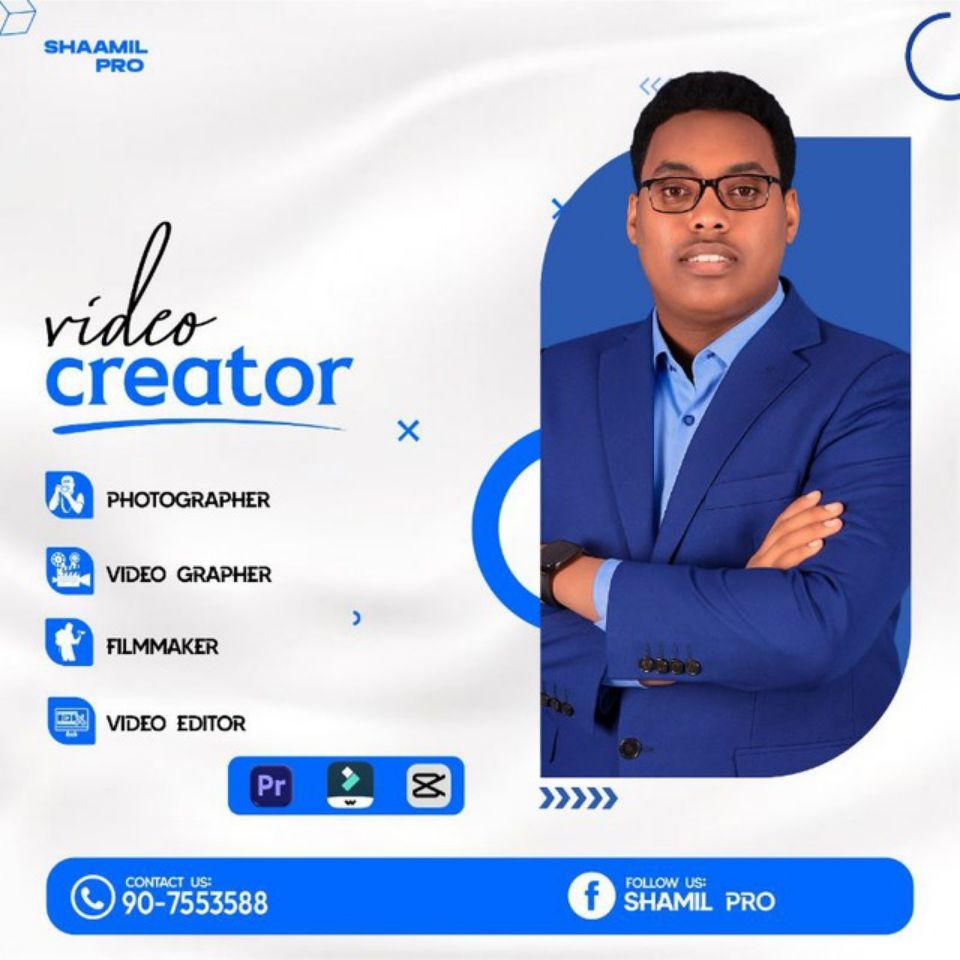 SHAAMIL
PRO
video
creator
PHOTOGRAPHER
VIDEO GRAPHER
FILMMAKER
VIDEO EDITOR
Pr
CONTACT US:
90-7553588
FOLLOW US:
SHAMIL PRO